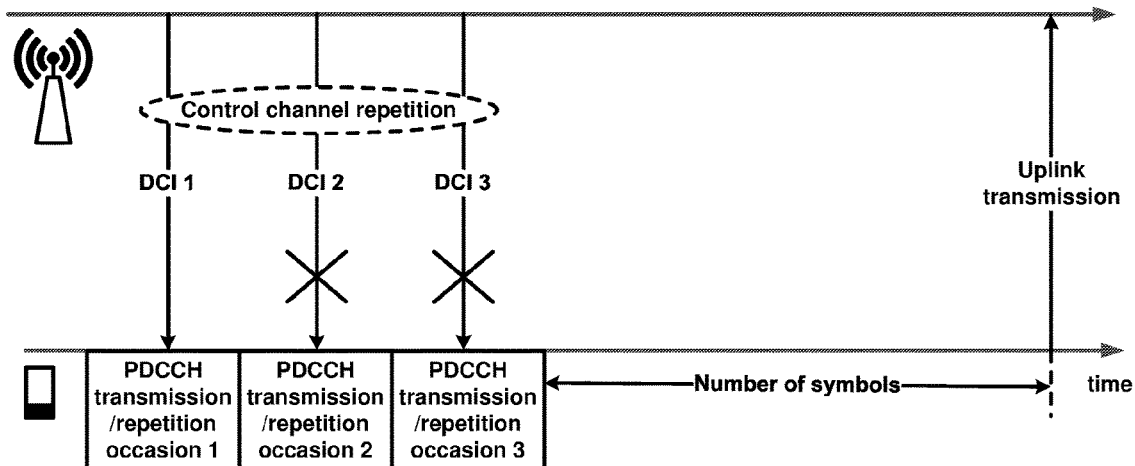 Control channel repetition
DCI 1
DCI 2
DCI 3
Uplink
transmission
PDCCH
transmission
/repetition
occasion 1
PDCCH
transmission
/repetition
occasion 2
PDCCH
transmission
/repetition
occasion 3
Number of symbols
time